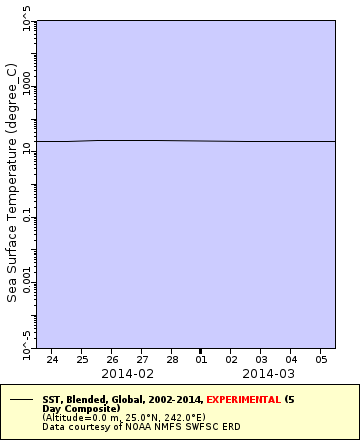 10^5
1000
10
0.1
0.001
10^-5
Sea Surface Temperature (degree_C)
24 25 26 27 28 01 02 03 04 05
2014-02 2014-03
SST, Blended, Global, 2002-2014, EXPERIMENTAL (5
Day Composite)
(Altitude=0.0 m, 25.0°N, 242.0°E)
Data courtesy of NOAA NMFS SWFSC ERD